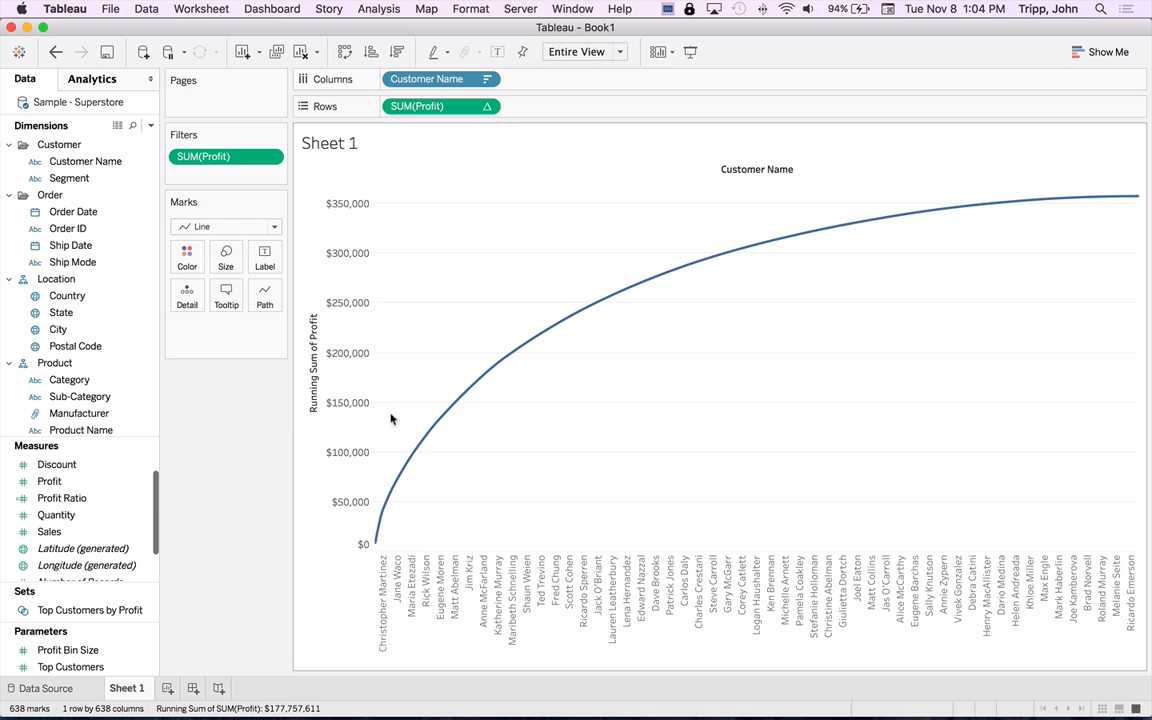 Tableau File Data Worksheet Dashboard Story Analysis Map Format Server Window Help 94% Tue Nov 8 1:04 PM Tripp, John
Tableau - Book1
Entire View Show Me
Data Analytics
Sample - Superstore
Dimensions
Customer
Customer Name
Segment
Order
Order Date
Order ID
Ship Date
Ship Mode
Location
Country
State
City
Postal Code
Product
Category
Sub-Category
Manufacturer
Product Name
Measures
Discount
Profit
Profit Ratio
Quantity
Sales
Latitude (generated)
Longitude (generated)
Number of Records
Sets
Top Customers by Profit
Parameters
Profit Bin Size
Top Customers
Pages
Filters
SUM(Profit)
Marks
Line
Color Size Label
Detail Tooltip Path
Columns Customer Name
Rows SUM(Profit)
Sheet 1
Customer Name
Running Sum of Profit
$350,000
$300,000
$250,000
$200,000
$150,000
$100,000
$50,000
$0
Christopher Martinez
Jane Waco
Maria Etezadi
Rick Wilson
Eugene Moren
Matt Abelman
Jim Kriz
Anne McFarland
Katherine Murray
Maribeth Schnelling
Shaun Weien
Ted Trevino
Fred Chung
Scott Cohen
Ricardo Sperren
Jack O'Briant
Lauren Leatherbury
Lena Hernandez
Edward Nazzal
Dave Brooks
Patrick Jones
Carlos Daly
Charles Crestani
Steve Carroll
Gary McGarr
Corey Catlett
Logan Haushalter
Ken Brennan
Michelle Arnett
Pamela Coakley
Stefanie Holloman
Christine Abelman
Giulietta Dortch
Joel Eaton
Matt Collins
Jas O'Carroll
Alice McCarthy
Eugene Barchas
Sally Knutson
Annie Zypern
Vivek Gonzalez
Debra Catini
Henry MacAllister
Dario Medina
Helen Andreada
Khloe Miller
Max Engle
Mark Haberlin
Joe Kamberova
Brad Norvell
Roland Murray
Melanie Seite
Ricardo Emerson
Data Source Sheet 1
638 marks 1 row by 638 columns Running Sum of SUM(Profit): $177,757,611